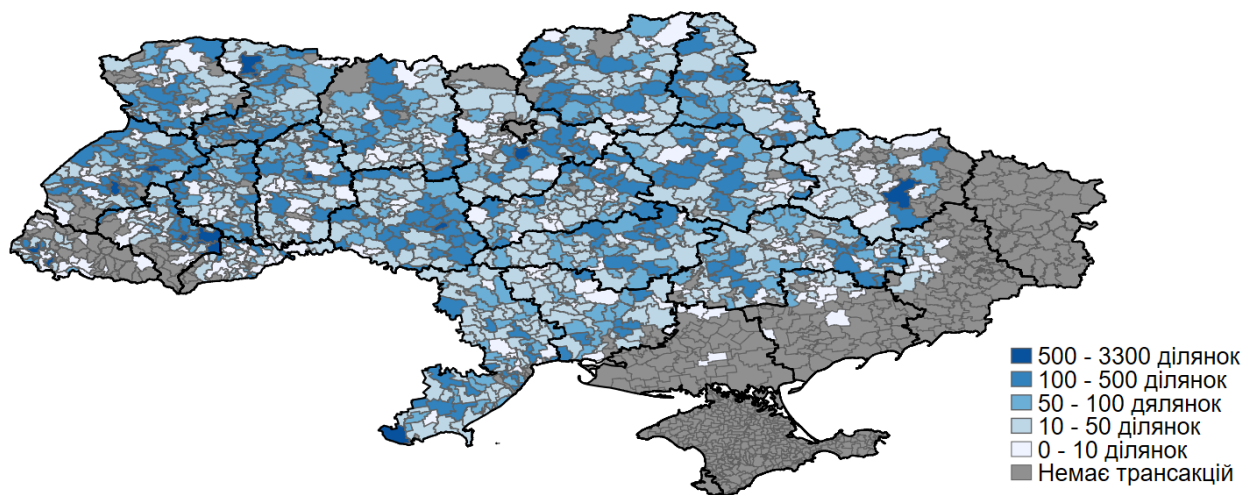 500 - 3300 ділянок
100 - 500 ділянок
50 - 100 дялянок
10 - 50 ділянок
0 - 10 ділянок
Немає трансакцій